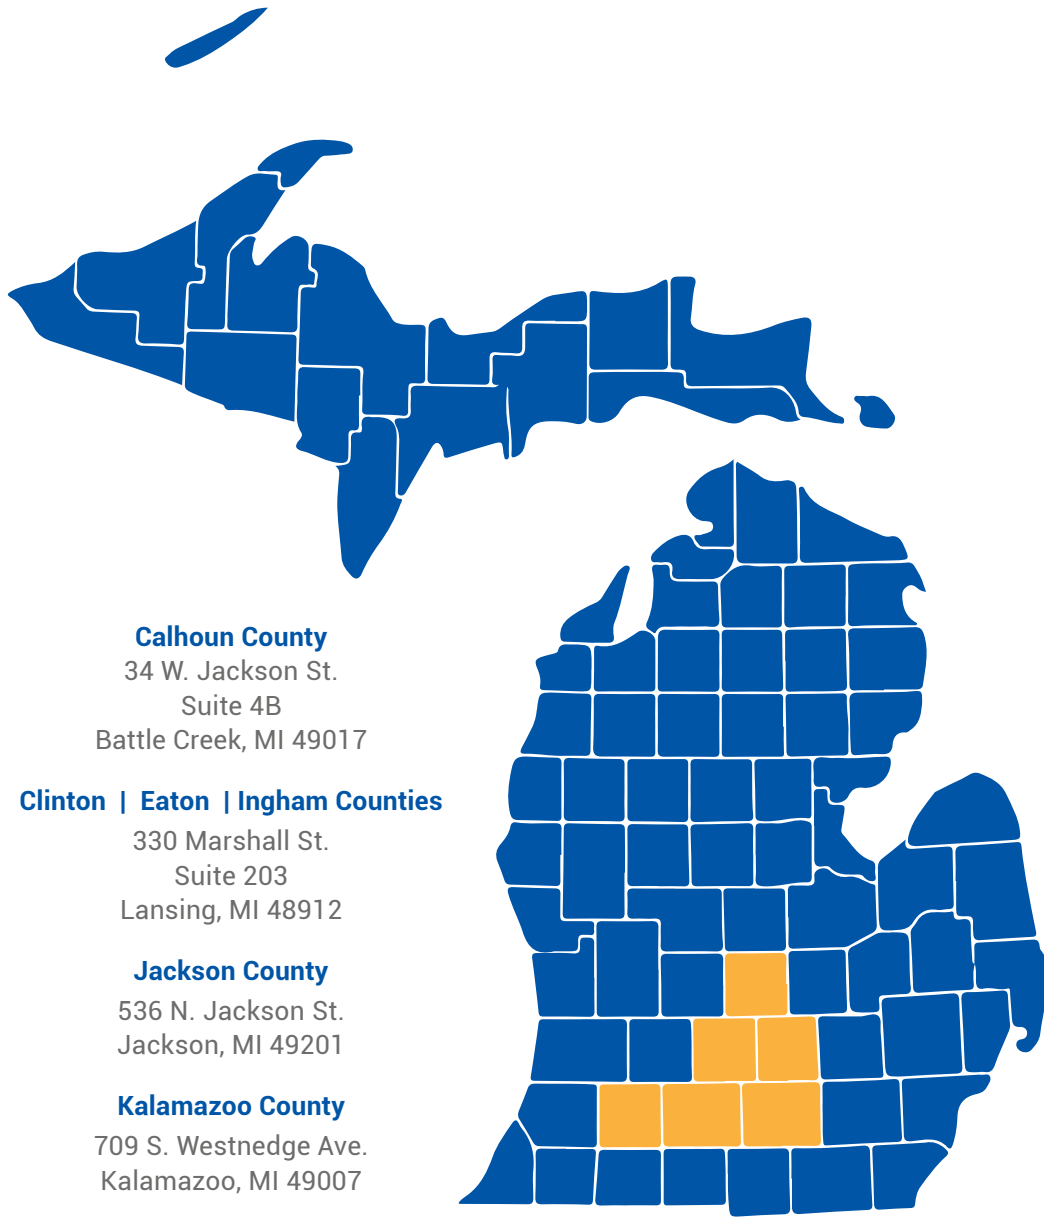 Calhoun County
34 W. Jackson St.
Suite 4B
Battle Creek, MI 49017
Clinton | Eaton | Ingham Counties
330 Marshall St.
Suite 203
Lansing, MI 48912
Jackson County
536 N. Jackson St.
Jackson, MI 49201
Kalamazoo County
709 S. Westnedge Ave.
Kalamazoo, MI 49007